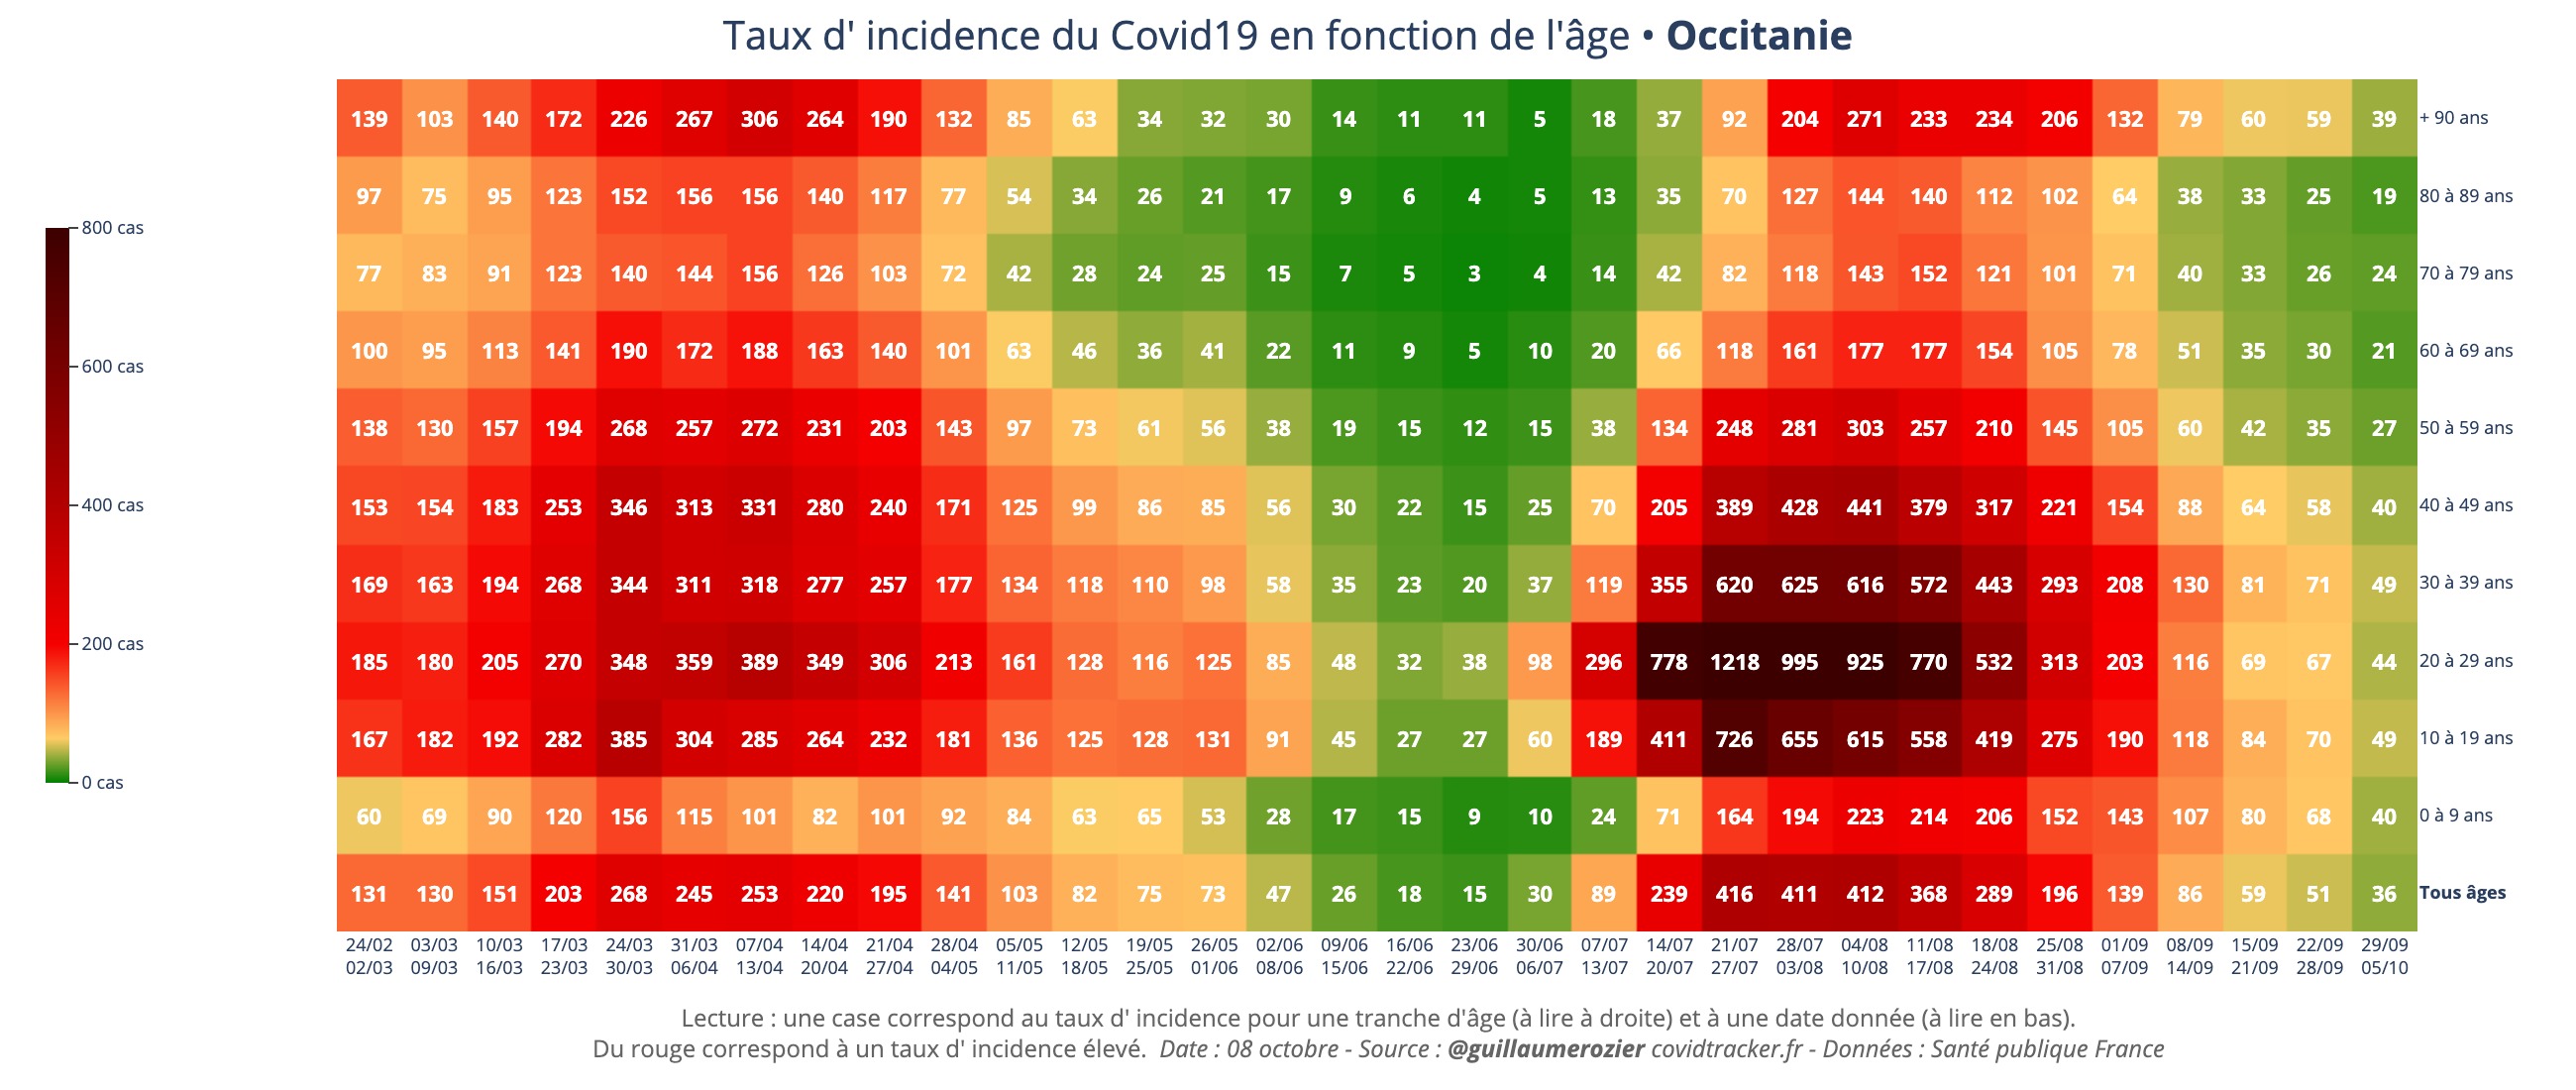 Taux d' incidence du Covid19 en fonction de l'âge • Occitanie
139 103 140 172 226 267 306 264 190 132 85 63 34 32 30 14 11 11 5 18 37 92 204 271 233 234 206 132 79 60 59 39 + 90 ans
97 75 95 123 152 156 156 140 117 77 54 34 26 21 17 9 6 4 5 13 35 70 127 144 140 112 102 64 38 33 25 19 80 à 89 ans
800 cas
77 83 91 123 140 144 156 126 103 72 42 28 24 25 15 7 5 3 4 14 42 82 118 143 152 121 101 71 40 33 26 24 70 à 79 ans
100 95 113 141 190 172 188 163 140 101 63 46 36 41 22 11 9 5 10 20 66 118 161 177 177 154 105 78 51 35 30 21 60 à 69 ans
600 cas
138 130 157 194 268 257 272 231 203 143 97 73 61 56 38 19 15 12 15 38 134 248 281 303 257 210 145 105 60 42 35 27 50 à 59 ans
400 cas
153 154 183 253 346 313 331 280 240 171 125 99 86 85 56 30 22 15 25 70 205 389 428 441 379 317 221 154 88 64 58 40 40 à 49 ans
169 163 194 268 344 311 318 277 257 177 134 118 110 98 58 35 23 20 37 119 355 620 625 616 572 443 293 208 130 81 71 49 30 à 39 ans
200 cas
185 180 205 270 348 359 389 349 306 213 161 128 116 125 85 48 32 38 98 296 778 1218 995 925 770 532 313 203 116 69 67 44 20 à 29 ans
167 182 192 282 385 304 285 264 232 181 136 125 128 131 91 45 27 27 60 189 411 726 655 615 558 419 275 190 118 84 70 49 10 à 19 ans
0 cas
60 69 90 120 156 115 101 82 101 92 84 63 65 53 28 17 15 9 10 24 71 164 194 223 214 206 152 143 107 80 68 40 0 à 9 ans
131 130 151 203 268 245 253 220 195 141 103 82 75 73 47 26 18 15 30 89 239 416 411 412 368 289 196 139 86 59 51 36 Tous âges
24/02 03/03 10/03 17/03 24/03 31/03 07/04 14/04 21/04 28/04 05/05 12/05 19/05 26/05 02/06 09/06 16/06 23/06 30/06 07/07 14/07 21/07 28/07 04/08 11/08 18/08 25/08 01/09 08/09 15/09 22/09 29/09
02/03 09/03 16/03 23/03 30/03 06/04 13/04 20/04 27/04 04/05 11/05 18/05 25/05 01/06 08/06 15/06 22/06 29/06 06/07 13/07 20/07 27/07 03/08 10/08 17/08 24/08 31/08 07/09 14/09 21/09 28/09 05/10
Lecture : une case correspond au taux d' incidence pour une tranche d'âge (à lire à droite) et à une date donnée (à lire en bas).
Du rouge correspond à un taux d' incidence élevé.  Date : 08 octobre - Source : @guillaumerozier covidtracker.fr - Données : Santé publique France